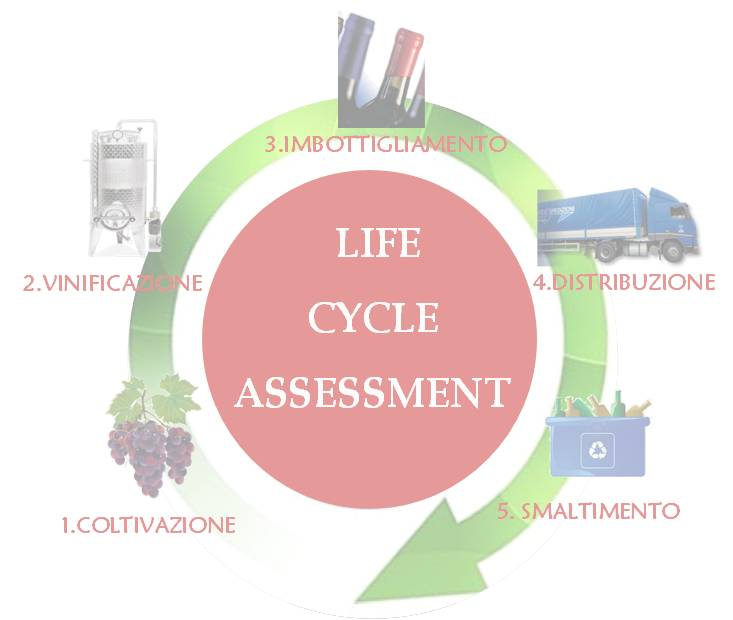 3.IMBOTTIGLIAMENTO
LIFE
CYCLE
ASSESSMENT
2.VINIFICAZIONE
4.DISTRIBUZIONE
1.COLTIVAZIONE
5. SMALTIMENTO